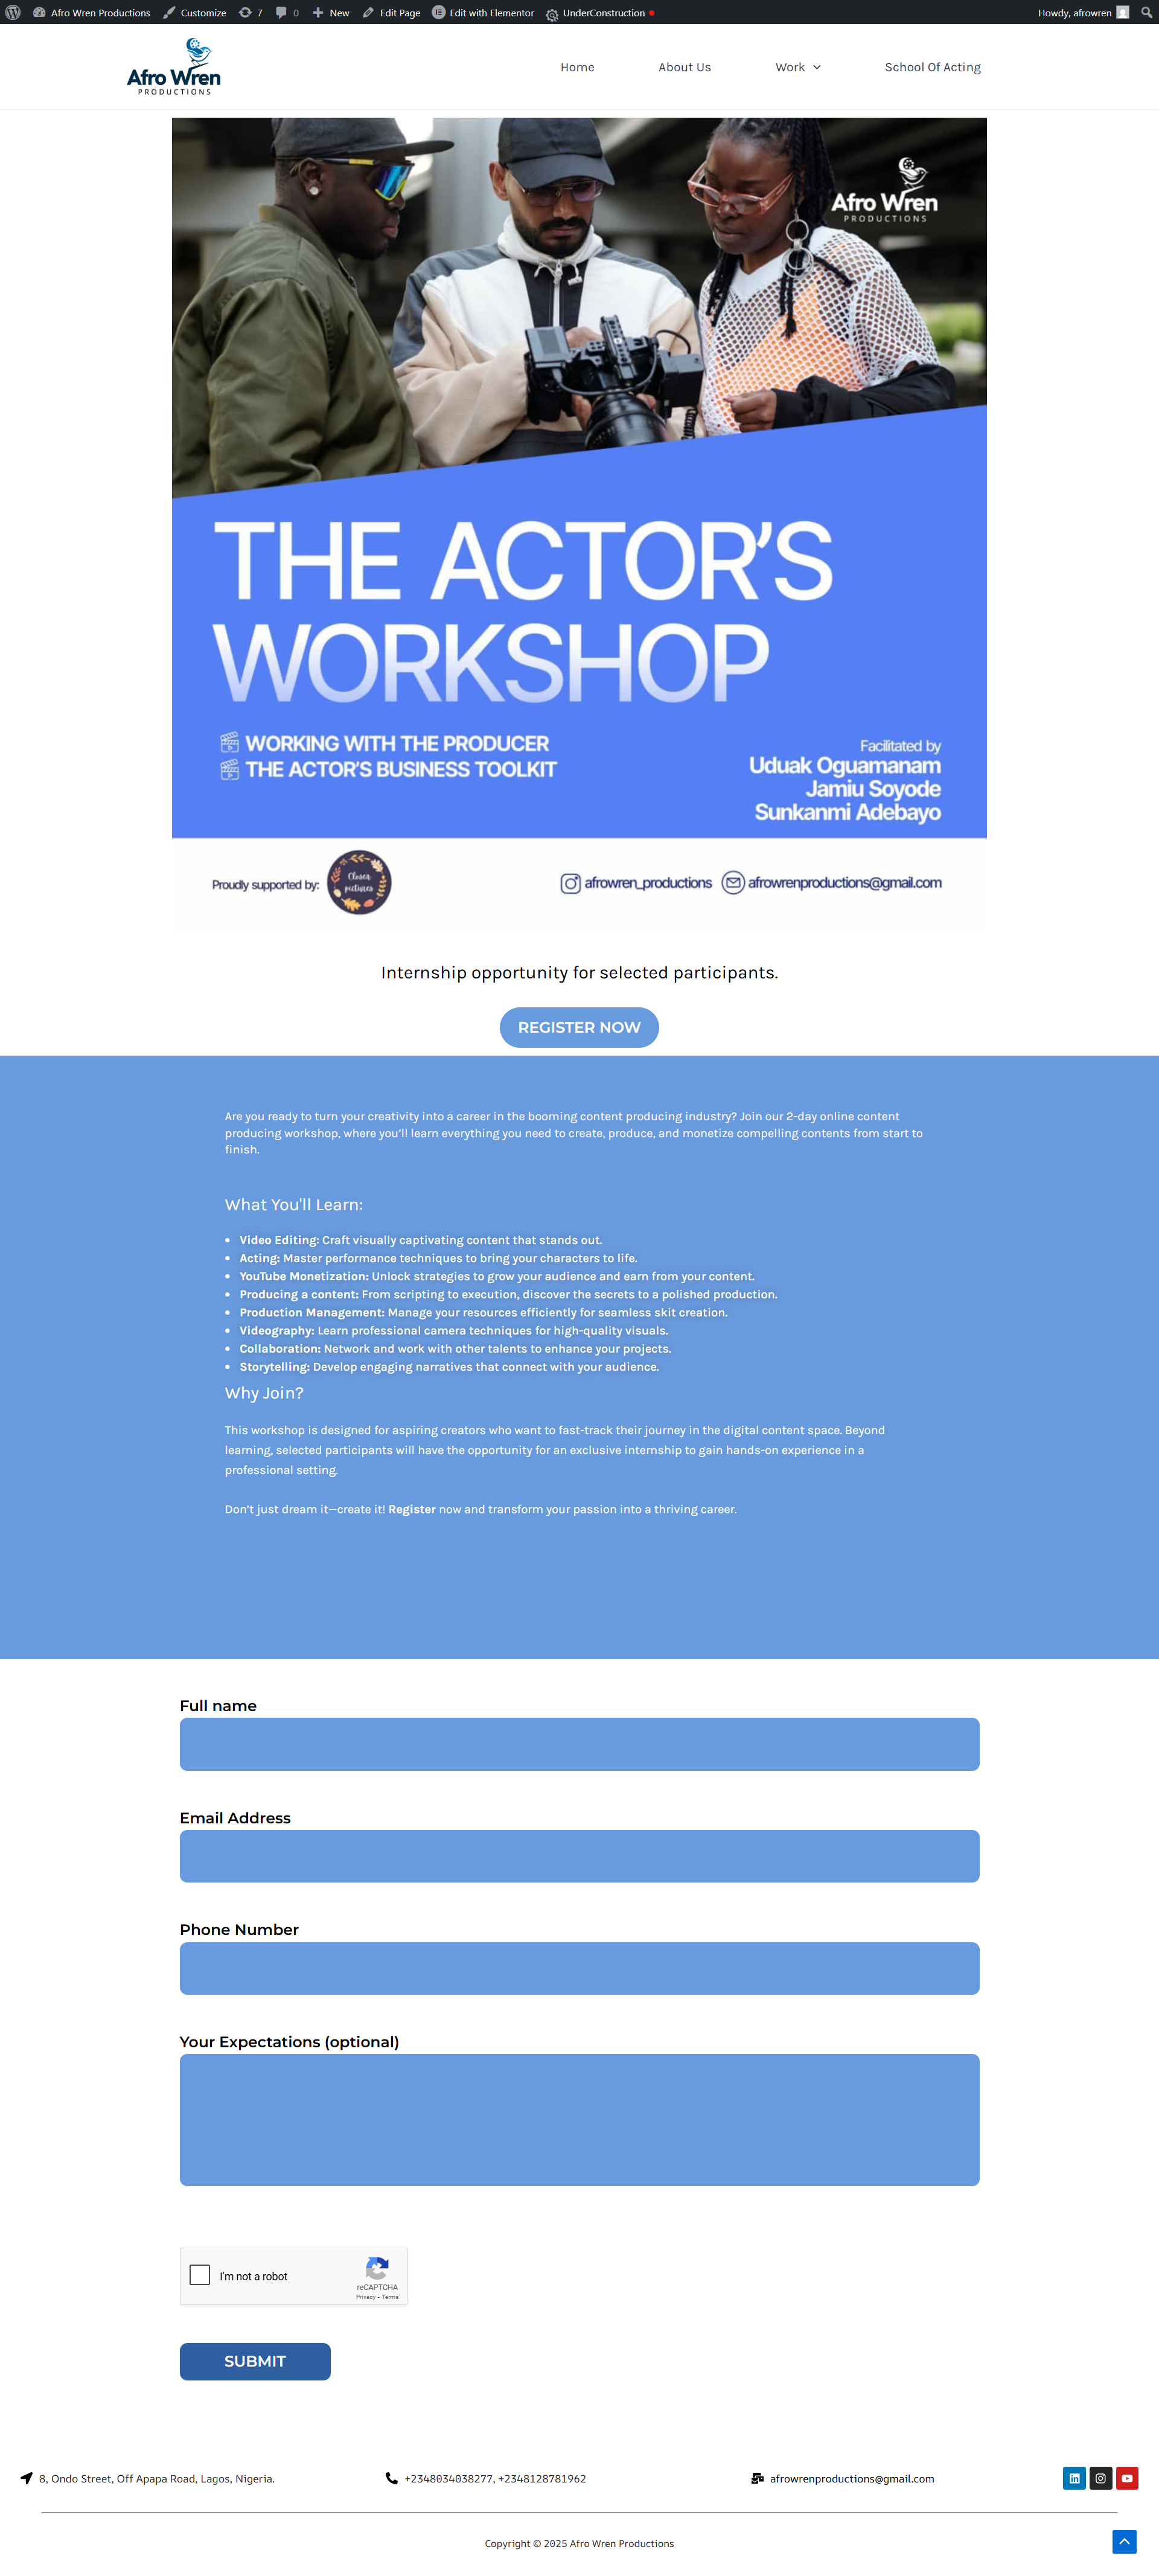 Afro Wren Productions
Customize
7
0
New
Edit Page
Edit with Elementor
UnderConstruction
Howdy, afrowren
Afro Wren
PRODUCTIONS
Home
About Us
Work
School Of Acting
Afro Wren
PRODUCTIONS
THE ACTOR’S
WORKSHOP
WORKING WITH THE PRODUCER
THE ACTOR’S BUSINESS TOOLKIT
Facilitated by
Uduak Oguamanam
Jamiu Soyode
Sunkanmi Adebayo
Proudly supported by:
Closer
pictures
afrowren_productions
afrowrenproductions@gmail.com
Internship opportunity for selected participants.
REGISTER NOW
Are you ready to turn your creativity into a career in the booming content producing industry? Join our 2-day online content
producing workshop, where you’ll learn everything you need to create, produce, and monetize compelling contents from start to
finish.
What You'll Learn:
• Video Editing: Craft visually captivating content that stands out.
• Acting: Master performance techniques to bring your characters to life.
• YouTube Monetization: Unlock strategies to grow your audience and earn from your content.
• Producing a content: From scripting to execution, discover the secrets to a polished production.
• Production Management: Manage your resources efficiently for seamless skit creation.
• Videography: Learn professional camera techniques for high-quality visuals.
• Collaboration: Network and work with other talents to enhance your projects.
• Storytelling: Develop engaging narratives that connect with your audience.
Why Join?
This workshop is designed for aspiring creators who want to fast-track their journey in the digital content space. Beyond
learning, selected participants will have the opportunity for an exclusive internship to gain hands-on experience in a
professional setting.
Don’t just dream it—create it! Register now and transform your passion into a thriving career.
Full name
Email Address
Phone Number
Your Expectations (optional)
I'm not a robot
reCAPTCHA
Privacy - Terms
SUBMIT
8, Ondo Street, Off Apapa Road, Lagos, Nigeria.
+2348034038277, +2348128781962
afrowrenproductions@gmail.com
Copyright © 2025 Afro Wren Productions